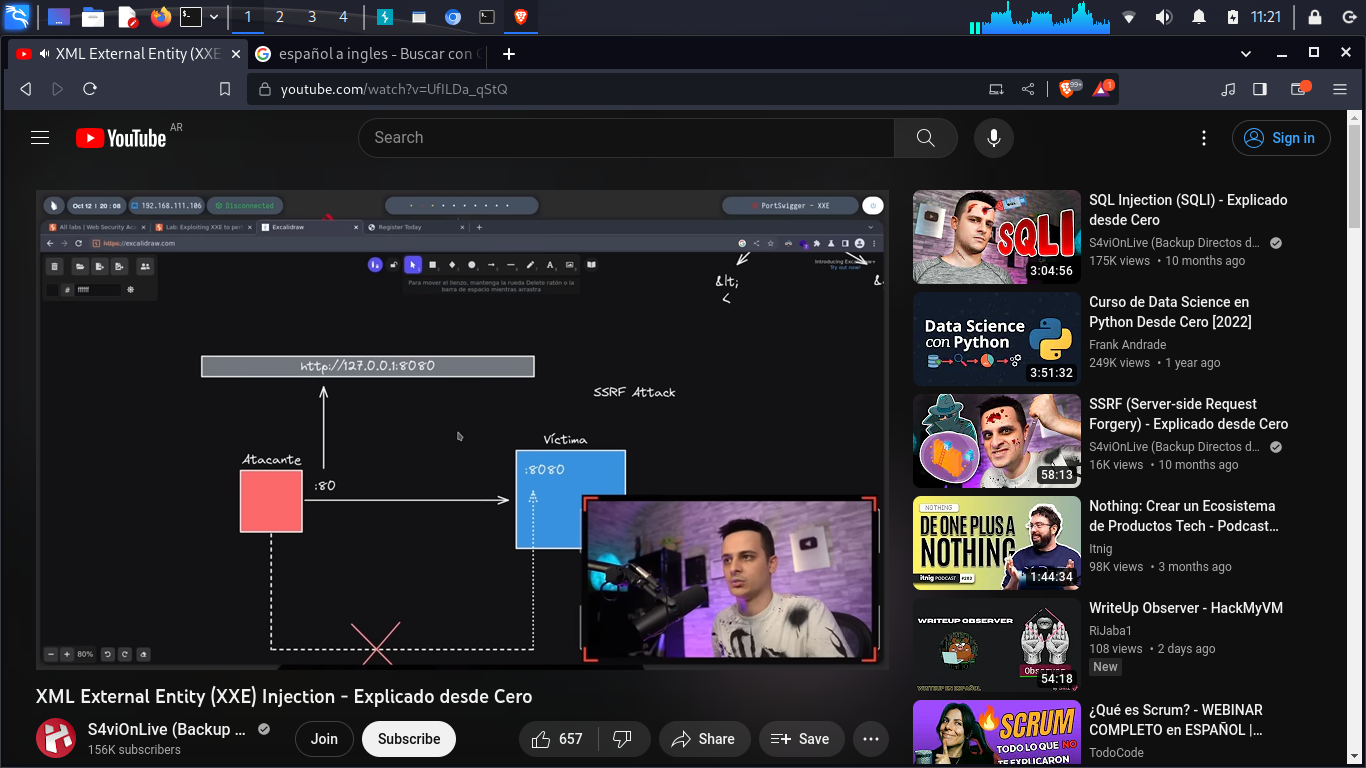 1 2 3 4
11:21
XML External Entity (XXE
español a ingles - Buscar con G
youtube.com/watch?v=UfILDa_qStQ
99+
1
YouTube AR
Search
Sign in
Oct 12 | 20 : 08
192.168.111.106
Disconnected
PortSwigger - XXE
All labs | Web Security Ac
Lab: Exploiting XXE to per
Excalidraw
Register Today
https://excalidraw.com
Introducing Excalidraw+
Try out now!
# ffffff
Para mover el lienzo, mantenga la rueda Delete ratón o la
barra de espacio mientras arrastra
&lt;
<
&
http://127.0.0.1:8080
SSRF Attack
Víctima
Atacante
:8080
:80
80%
XML External Entity (XXE) Injection - Explicado desde Cero
S4viOnLive (Backup ...
156K subscribers
Join
Subscribe
657
Share
Save
SQLI
3:04:56
SQL Injection (SQLI) - Explicado
desde Cero
S4viOnLive (Backup Directos d...
175K views • 10 months ago
Data Science
con Python
3:51:32
Curso de Data Science en
Python Desde Cero [2022]
Frank Andrade
249K views • 1 year ago
58:13
SSRF (Server-side Request
Forgery) - Explicado desde Cero
S4viOnLive (Backup Directos d...
16K views • 10 months ago
NOTHING
DE ONE PLUS A
NOTHING
itnig PODCAST
1:44:34
Nothing: Crear un Ecosistema
de Productos Tech - Podcast...
Itnig
98K views • 3 months ago
WRITEUP OBSERVER
Observer
WRITEUP EN ESPAÑOL
54:18
WriteUp Observer - HackMyVM
RiJaba1
108 views • 2 days ago
New
SCRUM
TODO LO QUE NO
TE EXPLICARON
¿Qué es Scrum? - WEBINAR
COMPLETO en ESPAÑOL |...
TodoCode